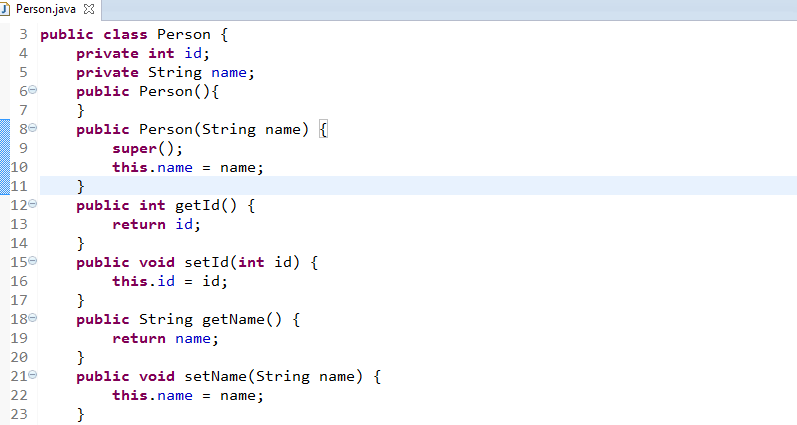 Person.java
3 public class Person {
4     private int id;
5     private String name;
6     public Person(){
7     }
8     public Person(String name) {
9         super();
10         this.name = name;
11     }
12     public int getId() {
13         return id;
14     }
15     public void setId(int id) {
16         this.id = id;
17     }
18     public String getName() {
19         return name;
20     }
21     public void setName(String name) {
22         this.name = name;
23     }